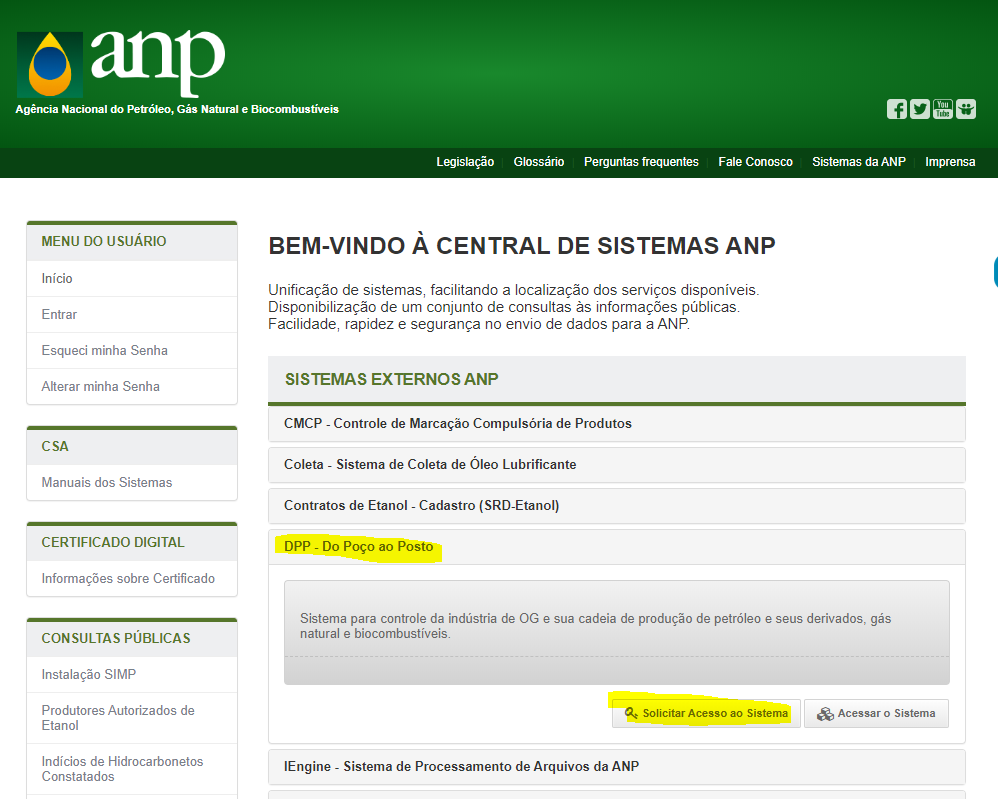 anp
Agência Nacional do Petróleo, Gás Natural e Biocombustíveis
You
Tube
Legislação
Glossário
Perguntas frequentes
Fale Conosco
Sistemas da ANP
Imprensa
MENU DO USUÁRIO
Início
Entrar
Esqueci minha Senha
Alterar minha Senha
CSA
Manuais dos Sistemas
CERTIFICADO DIGITAL
Informações sobre Certificado
CONSULTAS PÚBLICAS
Instalação SIMP
Produtores Autorizados de
Etanol
Indícios de Hidrocarbonetos
Constatados
BEM-VINDO À CENTRAL DE SISTEMAS ANP
Unificação de sistemas, facilitando a localização dos serviços disponíveis.
Disponibilização de um conjunto de consultas às informações públicas.
Facilidade, rapidez e segurança no envio de dados para a ANP.
SISTEMAS EXTERNOS ANP
CMCP - Controle de Marcação Compulsória de Produtos
Coleta - Sistema de Coleta de Óleo Lubrificante
Contratos de Etanol - Cadastro (SRD-Etanol)
DPP - Do Poço ao Posto
Sistema para controle da indústria de OG e sua cadeia de produção de petróleo e seus derivados, gás
natural e biocombustíveis.
Solicitar Acesso ao Sistema
Acessar o Sistema
IEngine - Sistema de Processamento de Arquivos da ANP